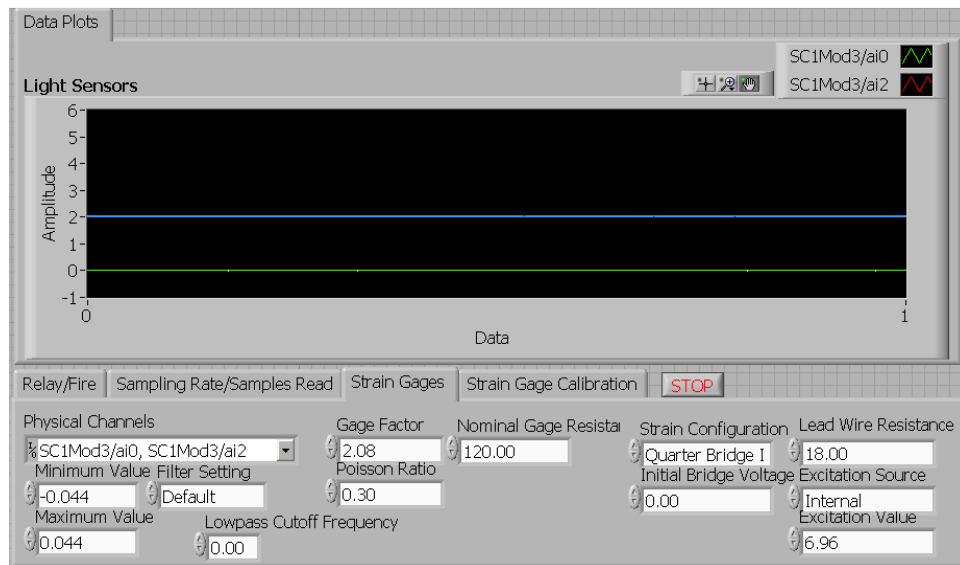 Data Plots
SC1Mod3/ai0
Light Sensors
SC1Mod3/ai2
6
5
4
3
2
1
0
-1
Amplitude
0
1
Data
Relay/Fire
Sampling Rate/Samples Read
Strain Gages
Strain Gage Calibration
STOP
Physical Channels
SC1Mod3/ai0, SC1Mod3/ai2
Minimum Value
-0.044
Filter Setting
Default
Maximum Value
0.044
Lowpass Cutoff Frequency
0.00
Gage Factor
2.08
Poisson Ratio
0.30
Nominal Gage Resista
120.00
Strain Configuration
Quarter Bridge I
Initial Bridge Voltage
0.00
Lead Wire Resistance
18.00
Excitation Source
Internal
Excitation Value
6.96